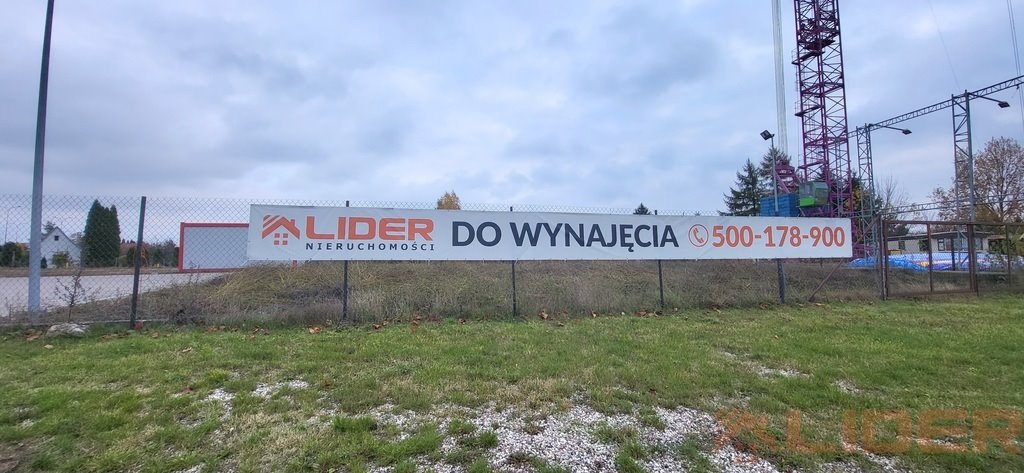 LIDER
NIERUCHOMOŚCI
DO WYNAJĘCIA
500-178-900
LIDER